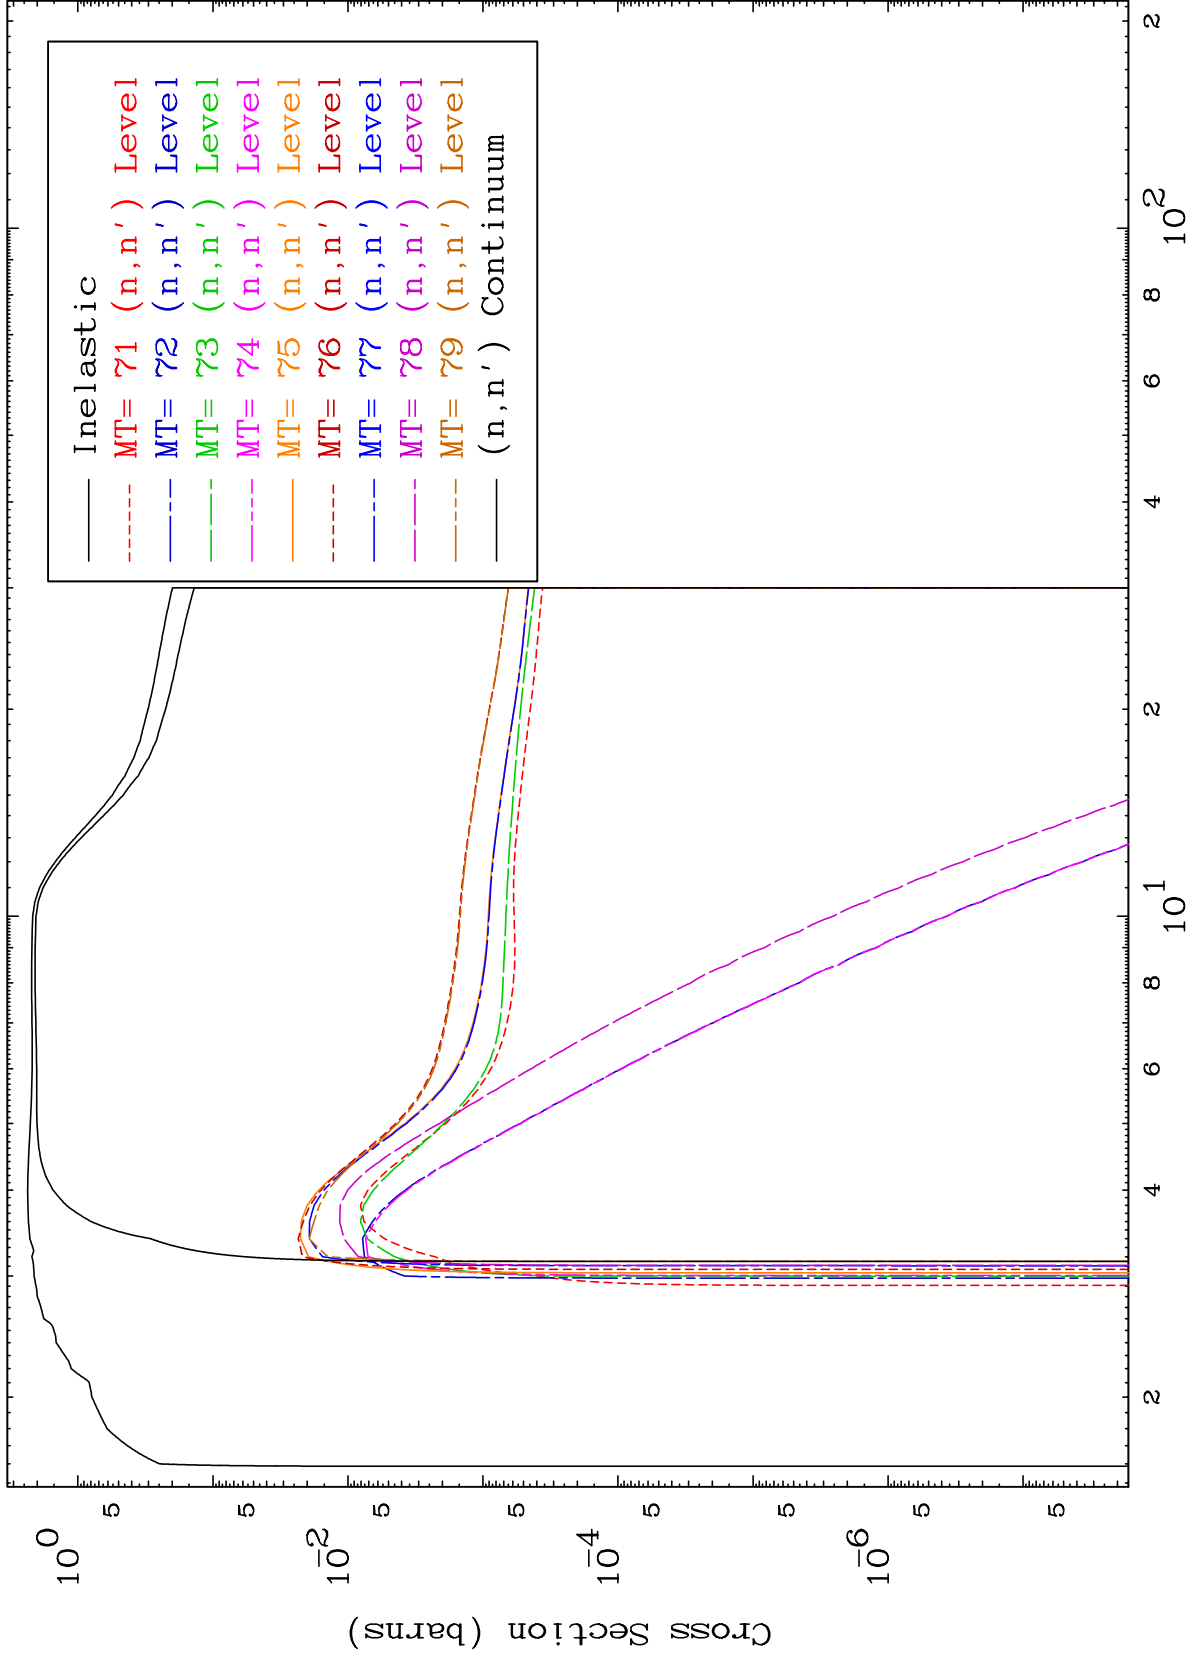 Inelastic
MT= 71 (n,n') Level
MT= 72 (n,n') Level
MT= 73 (n,n') Level
MT= 74 (n,n') Level
MT= 75 (n,n') Level
MT= 76 (n,n') Level
MT= 77 (n,n') Level
MT= 78 (n,n') Level
MT= 79 (n,n') Level
(n,n') Continuum
Cross Section (barns)
10^0
5
10^-2
5
5
10^-4
5
5
10^-6
5
5
2
4
6
8
10^1
2
4
6
8
10^2
2
2